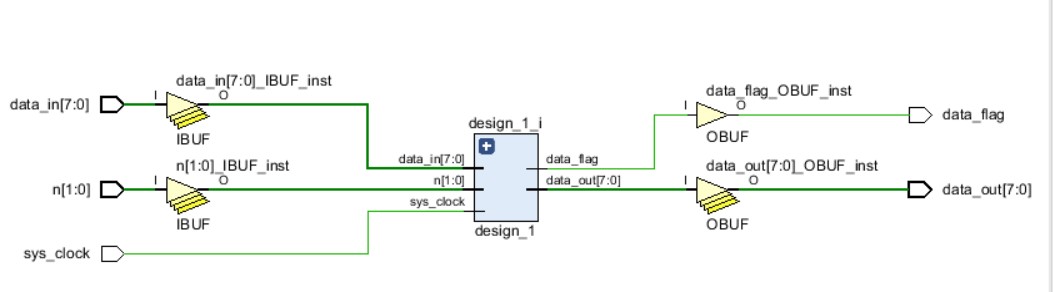 data_in[7:0]_IBUF_inst
data_in[7:0]
I
O
IBUF
n[1:0]_IBUF_inst
n[1:0]
I
O
IBUF
sys_clock
design_1_i
data_in[7:0]
n[1:0]
sys_clock
data_flag
data_out[7:0]
design_1
data_flag_OBUF_inst
I
O
OBUF
data_flag
data_out[7:0]_OBUF_inst
I
O
OBUF
data_out[7:0]